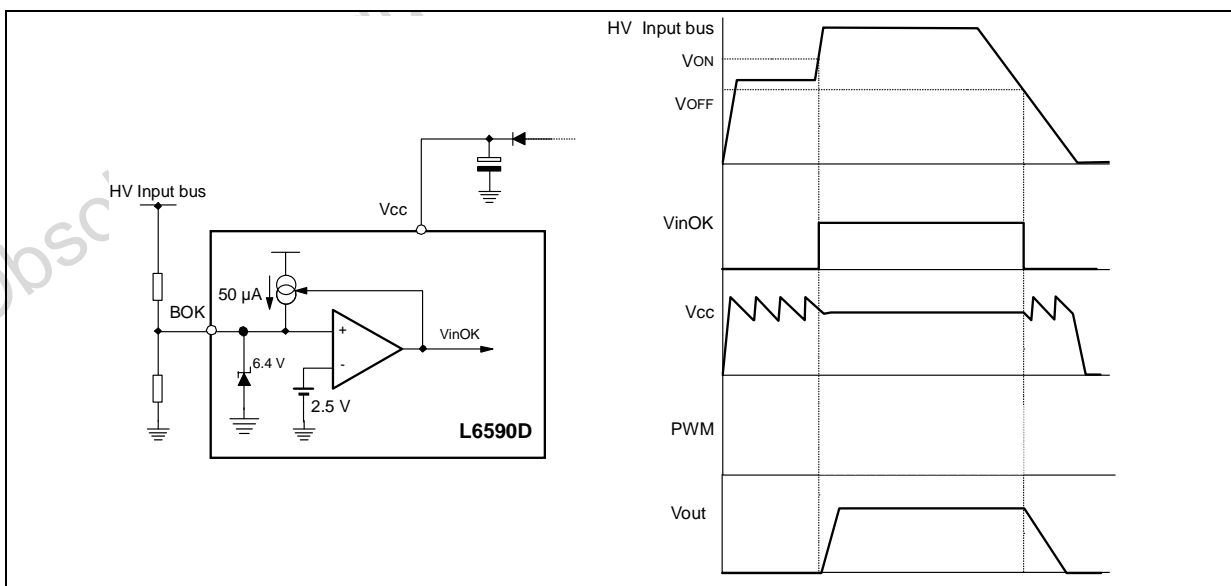 HV Input bus
Vcc
BOK
50 µA
+
-
VinOK
6.4 V
2.5 V
L6590D
HV Input bus
VON
VOFF
VinOK
Vcc
PWM
Vout